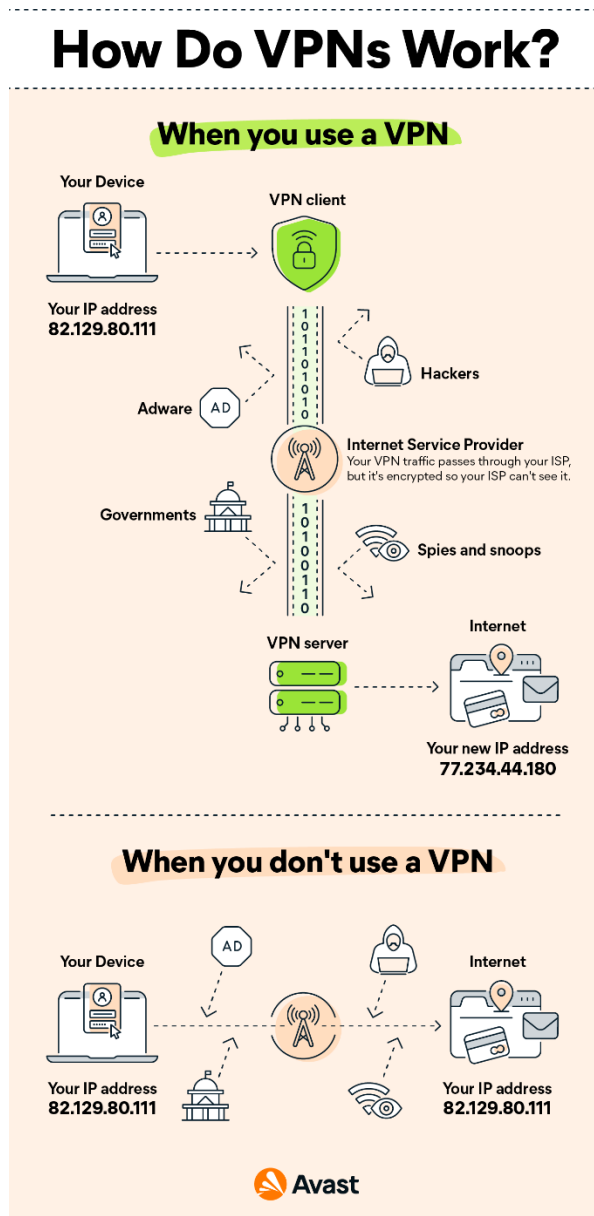 How Do VPNs Work?
When you use a VPN
Your Device
VPN client
Your IP address
82.129.80.111
1
0
1
1
0
1
0
1
0
Hackers
Adware
AD
Internet Service Provider
Your VPN traffic passes through your ISP,
but it's encrypted so your ISP can't see it.
Governments
1
0
1
0
0
1
1
1
0
Spies and snoops
VPN server
Internet
Your new IP address
77.234.44.180
When you don't use a VPN
AD
Your Device
Internet
Your IP address
82.129.80.111
Your IP address
82.129.80.111
Avast